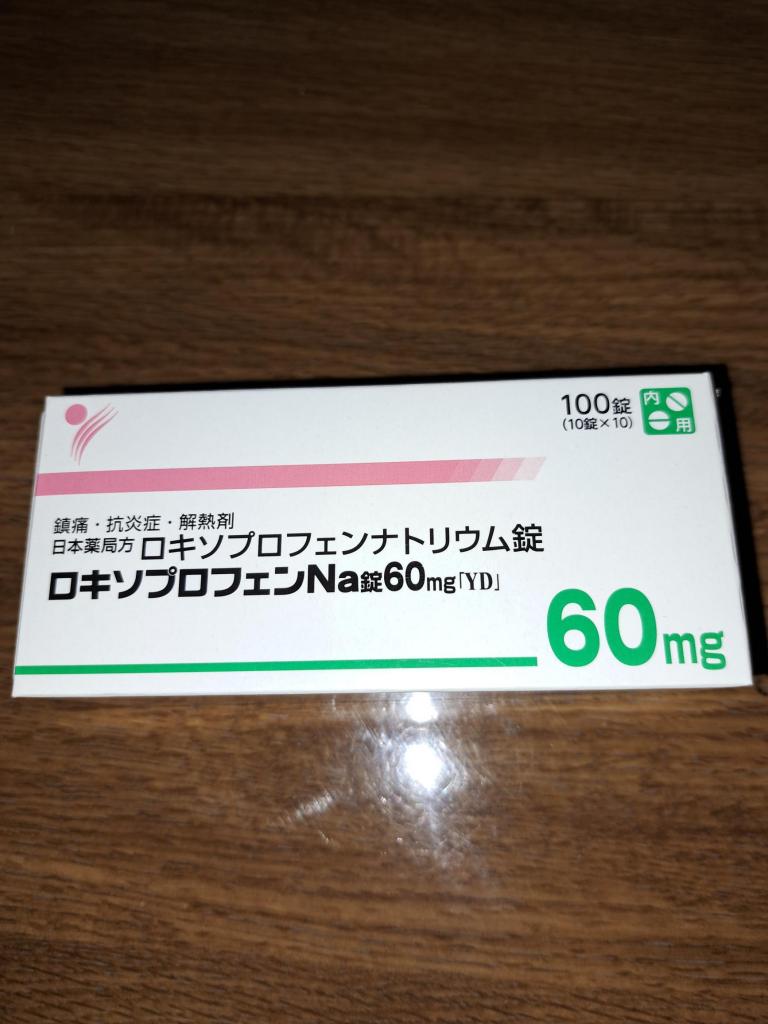 100錠
(10錠×10)
内用
鎮痛・抗炎症・解熱剤
日本薬局方 ロキソプロフェンナトリウム錠
ロキソプロフェンNa錠60mg「YD」
60mg